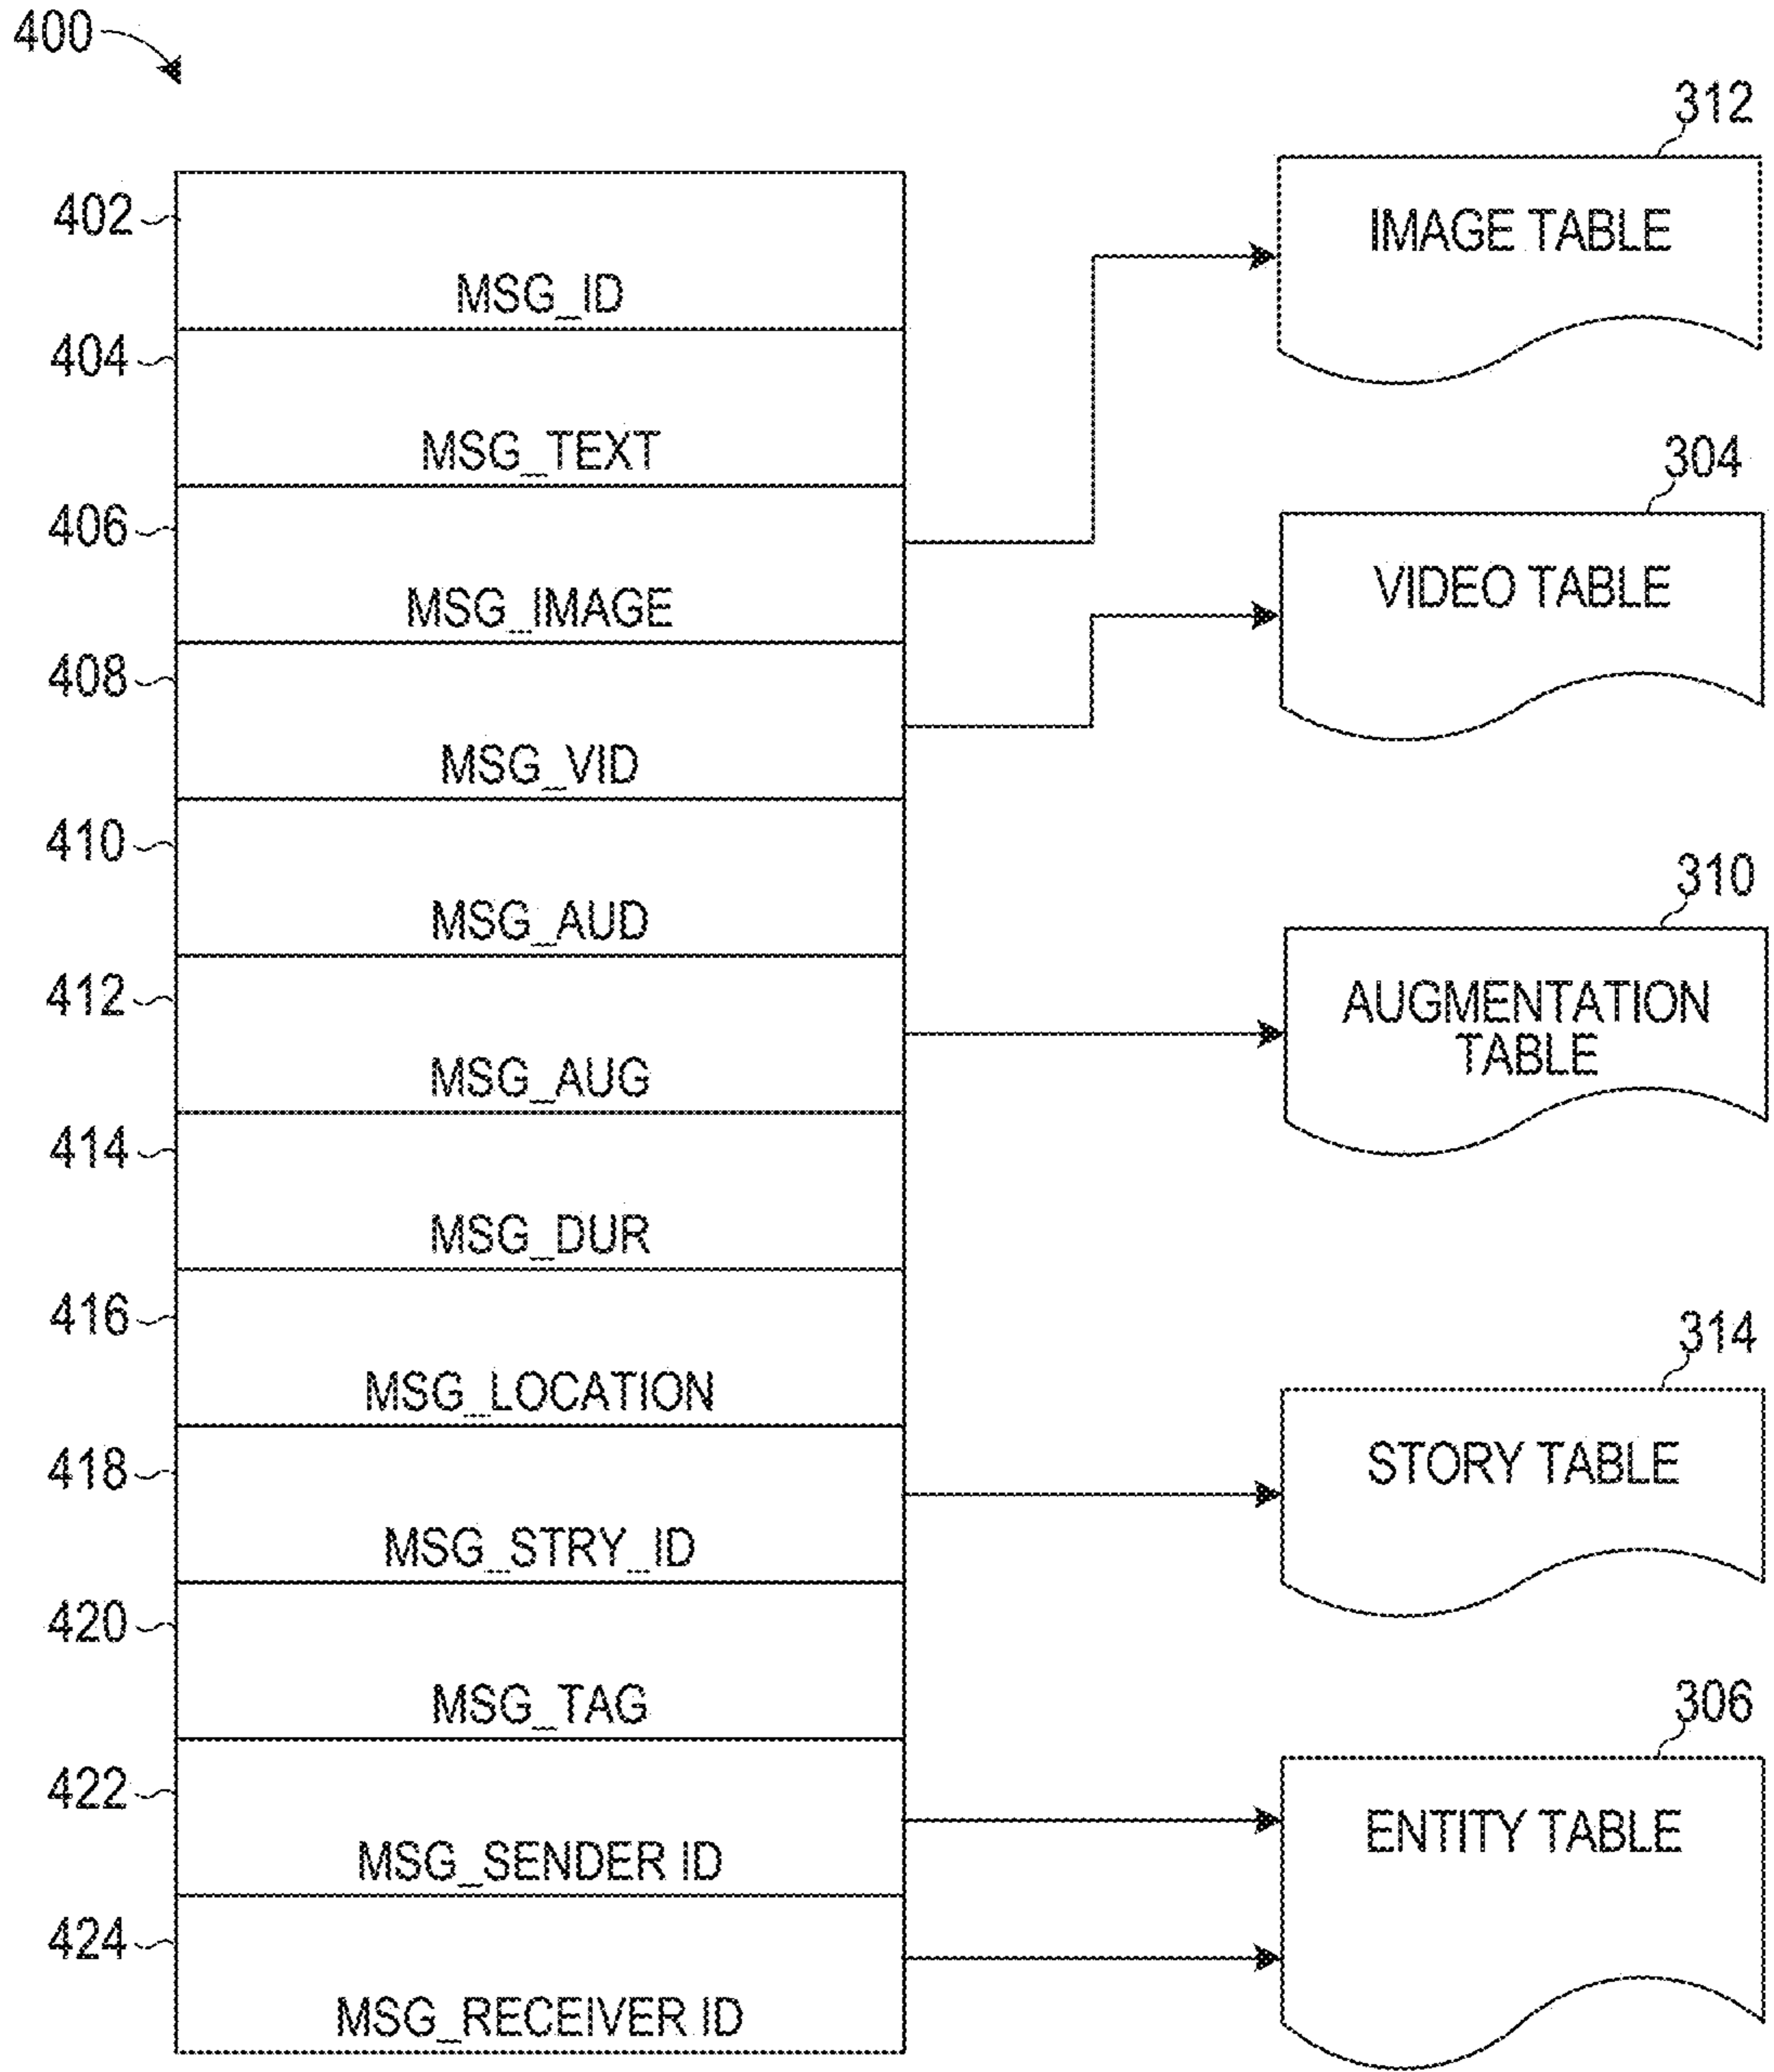 400
312
402
IMAGE TABLE
MSG_ID
404
MSG_TEXT
304
406
VIDEO TABLE
MSG_IMAGE
408
MSG_VID
410
310
MSG_AUD
412
AUGMENTATION
TABLE
MSG_AUG
414
MSG_DUR
416
314
MSG_LOCATION
418
STORY TABLE
MSG_STRY_ID
420
MSG_TAG
306
422
ENTITY TABLE
MSG_SENDER ID
424
MSG_RECEIVER ID